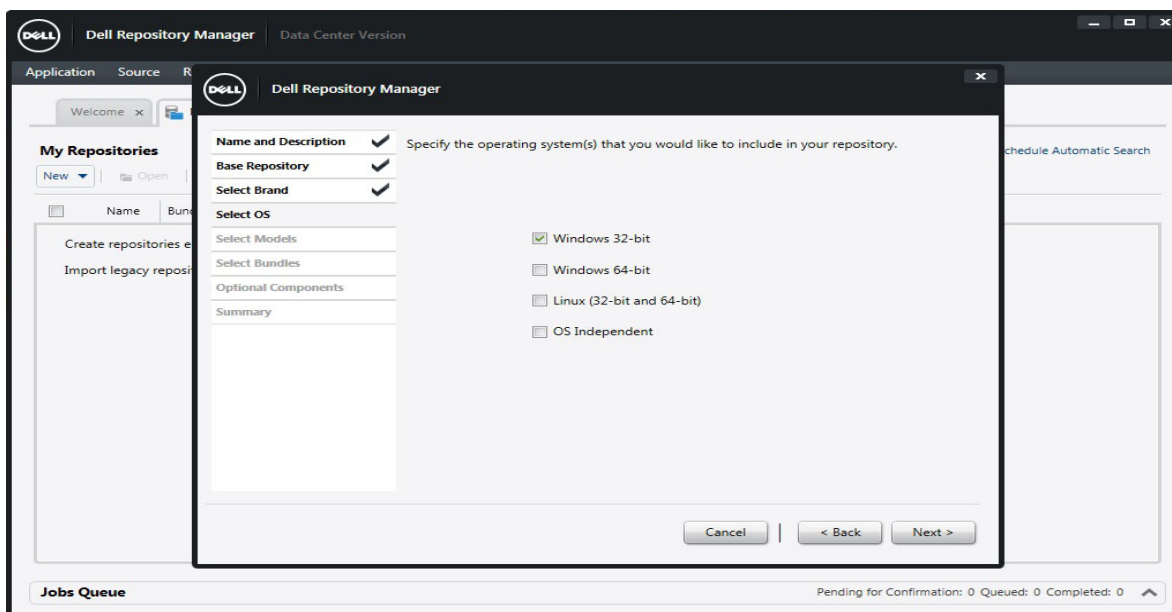 DELL Dell Repository Manager Data Center Version
Application Source R
Welcome x
My Repositories
chedule Automatic Search
New Open
Name Bun
Create repositories e
Import legacy reposi
DELL Dell Repository Manager
Name and Description
Base Repository
Select Brand
Select OS
Select Models
Select Bundles
Optional Components
Summary
Specify the operating system(s) that you would like to include in your repository.
Windows 32-bit
Windows 64-bit
Linux (32-bit and 64-bit)
OS Independent
Cancel | < Back Next >
Jobs Queue Pending for Confirmation: 0 Queued: 0 Completed: 0